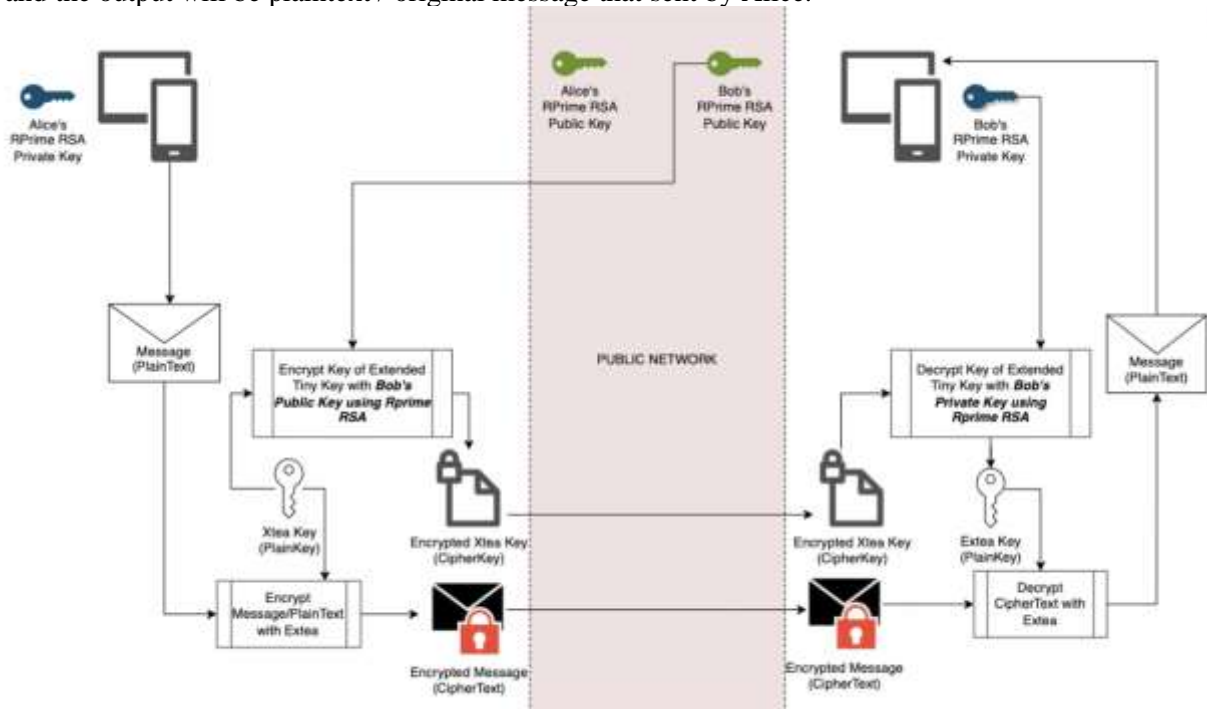 and the output will be plaintext / original message that sent by Alice.
Alice's
RPrime RSA
Private Key
Alice's
RPrime RSA
Public Key
Bob's
RPrime RSA
Public Key
Bob's
RPrime RSA
Private Key
Message
(PlainText)
Encrypt Key of Extended
Tiny Key with Bob's
Public Key using Rprime
RSA
PUBLIC NETWORK
Decrypt Key of Extended
Tiny Key with Bob's
Private Key using
Rprime RSA
Message
(PlainText)
Xtea Key
(PlainKey)
Encrypted Xtea Key
(CipherKey)
Encrypted Xtea Key
(CipherKey)
Extea Key
(PlainKey)
Encrypt
Message/PlainText
with Extea
Decrypt
CipherText with
Extea
Encrypted Message
(CipherText)
Encrypted Message
(CipherText)